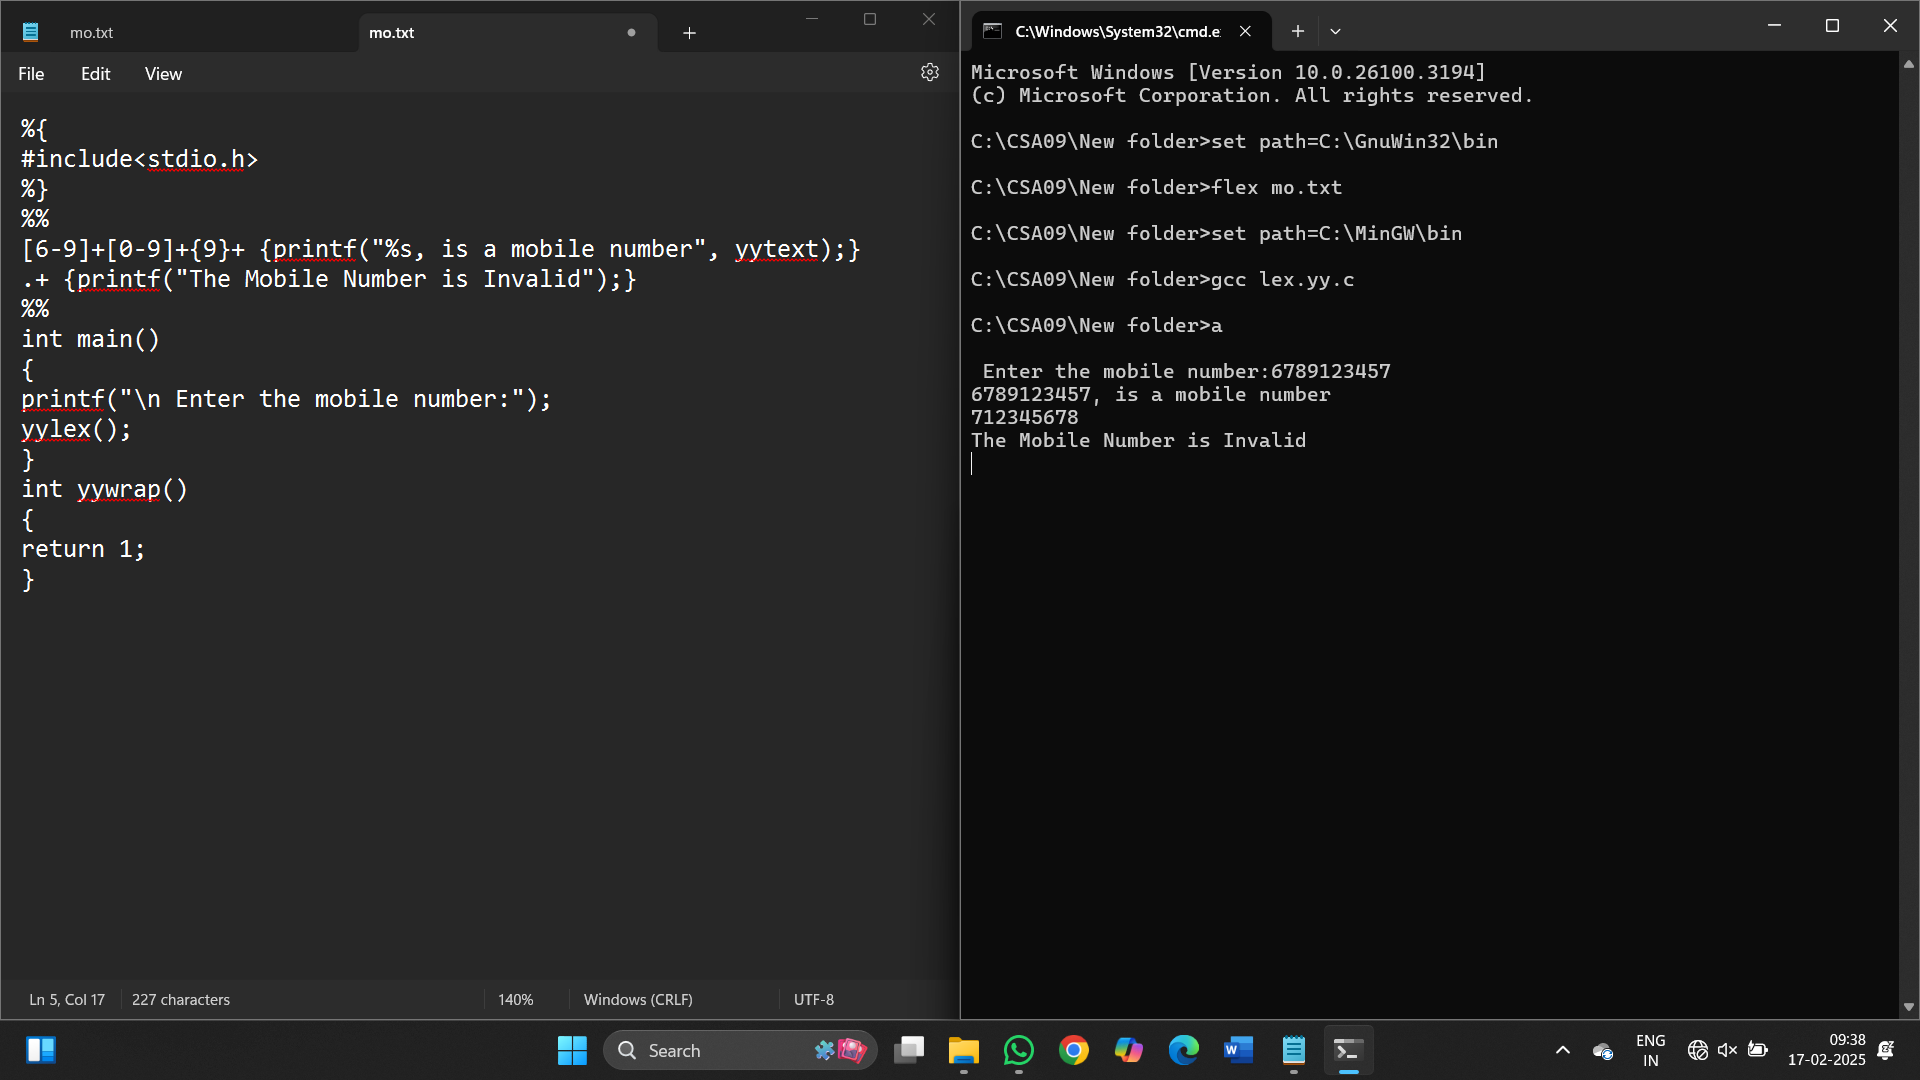 mo.txt
mo.txt
File Edit View
%{
#include<stdio.h>
%}
%%
[6-9]+[0-9]+{9}+ {printf("%s, is a mobile number", yytext);}
.+ {printf("The Mobile Number is Invalid");}
%%
int main()
{
printf("\n Enter the mobile number:");
yylex();
}
int yywrap()
{
return 1;
}
Ln 5, Col 17 227 characters 140% Windows (CRLF) UTF-8
C:\Windows\System32\cmd.e
Microsoft Windows [Version 10.0.26100.3194]
(c) Microsoft Corporation. All rights reserved.
C:\CSA09\New folder>set path=C:\GnuWin32\bin
C:\CSA09\New folder>flex mo.txt
C:\CSA09\New folder>set path=C:\MinGW\bin
C:\CSA09\New folder>gcc lex.yy.c
C:\CSA09\New folder>a
Enter the mobile number:6789123457
6789123457, is a mobile number
712345678
The Mobile Number is Invalid
Search
W
ENG
IN
09:38
17-02-2025